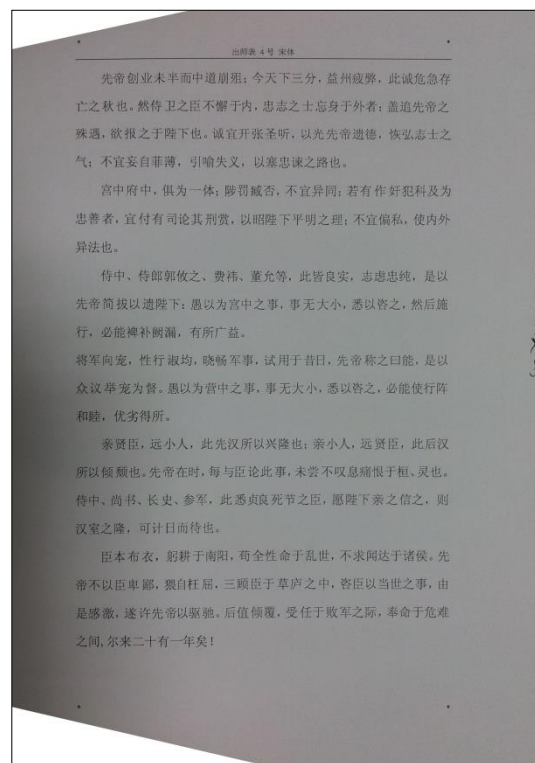 出师表 4号 宋体
先帝创业未半而中道崩殂；今天下三分，益州疲弊，此诚危急存
亡之秋也。然侍卫之臣不懈于内，忠志之士忘身于外者；盖追先帝之
殊遇，欲报之于陛下也。诚宜开张圣听，以光先帝遗德，恢弘志士之
气；不宜妄自菲薄，引喻失义，以塞忠谏之路也。
宫中府中，俱为一体；陟罚臧否，不宜异同；若有作奸犯科及为
忠善者，宜付有司论其刑赏，以昭陛下平明之理；不宜偏私，使内外
异法也。
侍中、侍郎郭攸之、费祎、董允等，此皆良实，志虑忠纯，是以
先帝简拔以遗陛下：愚以为宫中之事，事无大小，悉以咨之，然后施
行，必能裨补阙漏，有所广益。
将军向宠，性行淑均，晓畅军事，试用于昔日，先帝称之曰能，是以
众议举宠为督。愚以为营中之事，事无大小、悉以咨之，必能使行阵
和睦，优劣得所。
亲贤臣，远小人，此先汉所以兴隆也；亲小人，远贤臣，此后汉
所以倾颓也。先帝在时，每与臣论此事，未尝不叹息痛恨于桓、灵也。
侍中、尚书、长史、参军，此悉贞良死节之臣，愿陛下亲之信之，则
汉室之隆，可计日而待也。
臣本布衣，躬耕于南阳，苟全性命于乱世，不求闻达于诸侯。先
帝不以臣卑鄙，猥自枉屈，三顾臣于草庐之中，咨臣以当世之事，由
是感激，遂许先帝以驱驰。后值倾覆，受任于败军之际，奉命于危难
之间,尔来二十有一年矣！